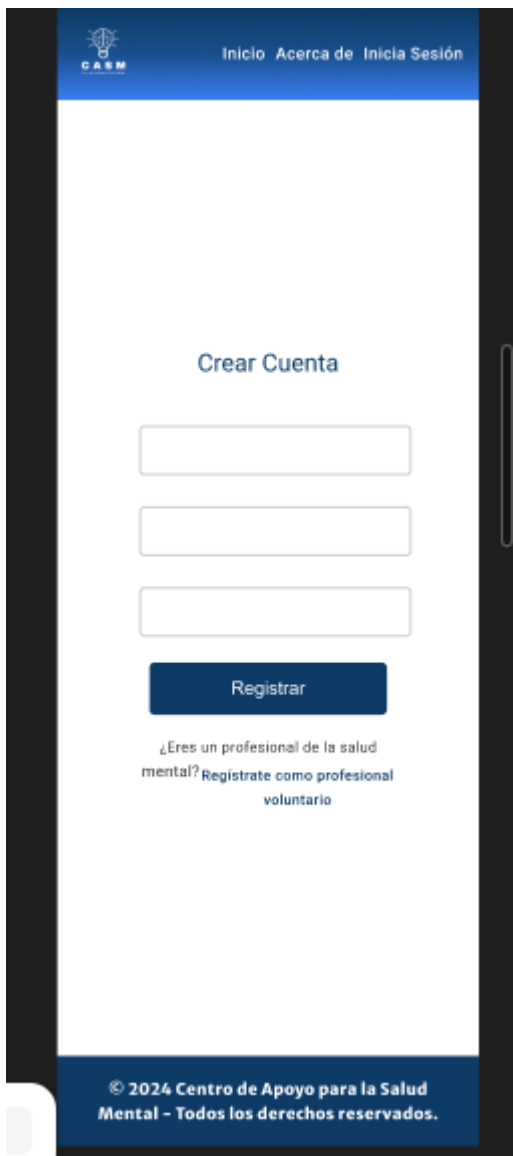 CASM
Inicio Acerca de Inicia Sesión
Crear Cuenta
Registrar
¿Eres un profesional de la salud
mental? Regístrate como profesional
voluntario
© 2024 Centro de Apoyo para la Salud
Mental - Todos los derechos reservados.